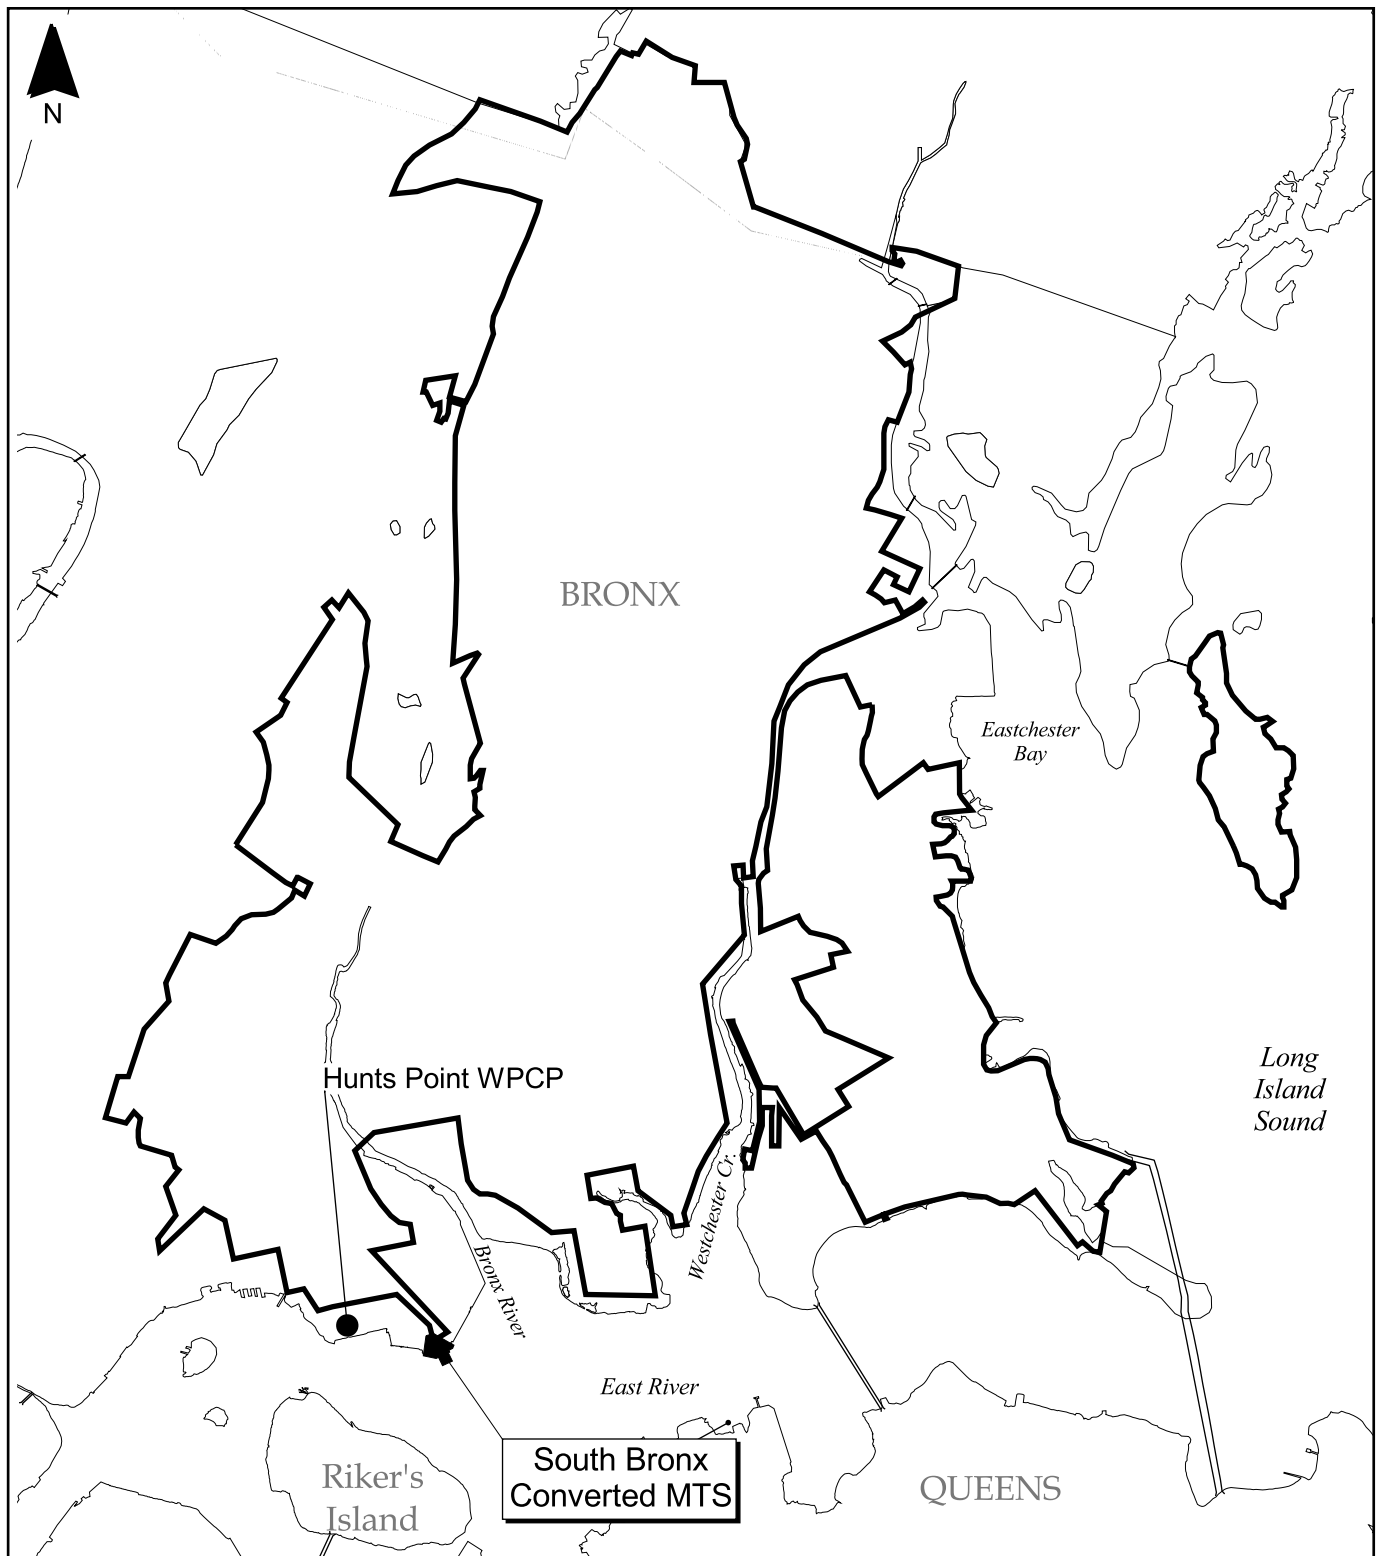 N
BRONX
Eastchester
Bay
Long
Island
Sound
Hunts Point WPCP
Westchester Cr.
Bronx River
East River
South Bronx
Converted MTS
Riker's
Island
QUEENS